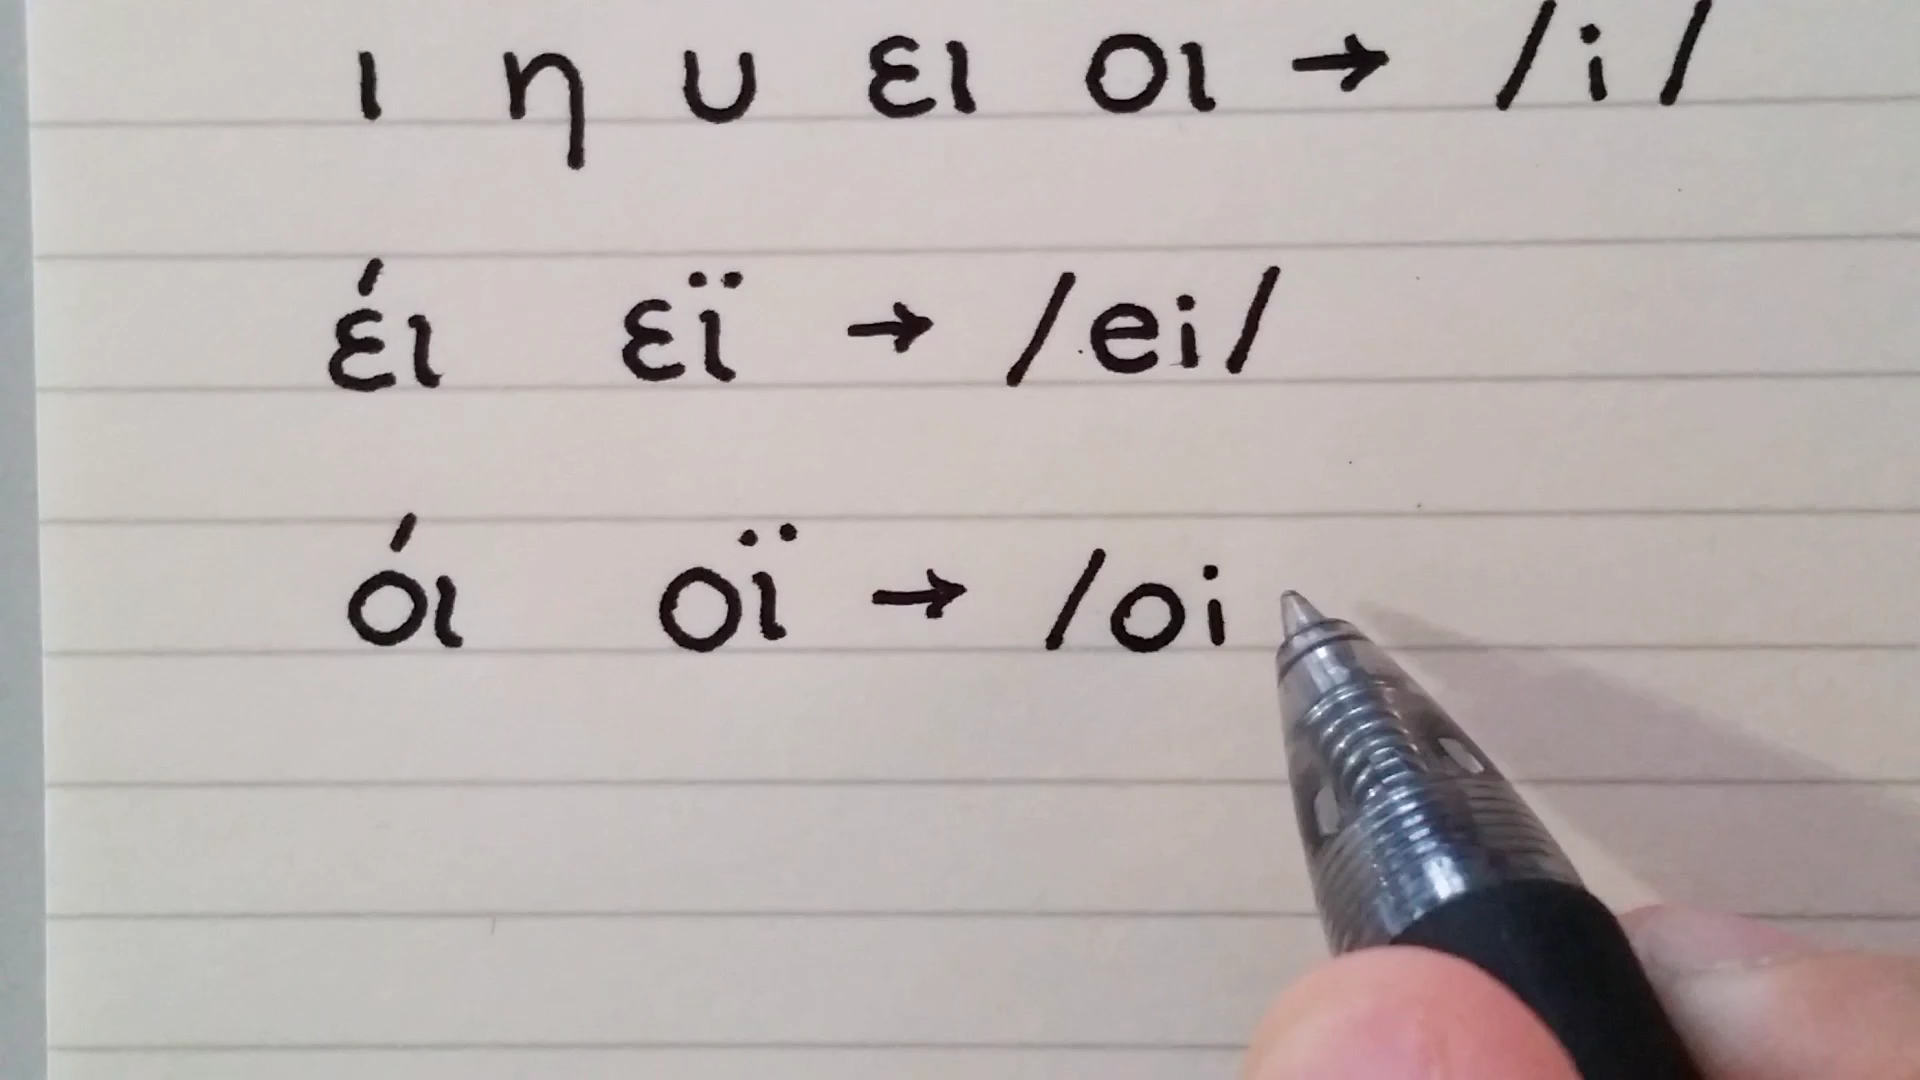 ι η υ ει οι → /i/
έι εϊ → /ei/
όι οϊ → /oi